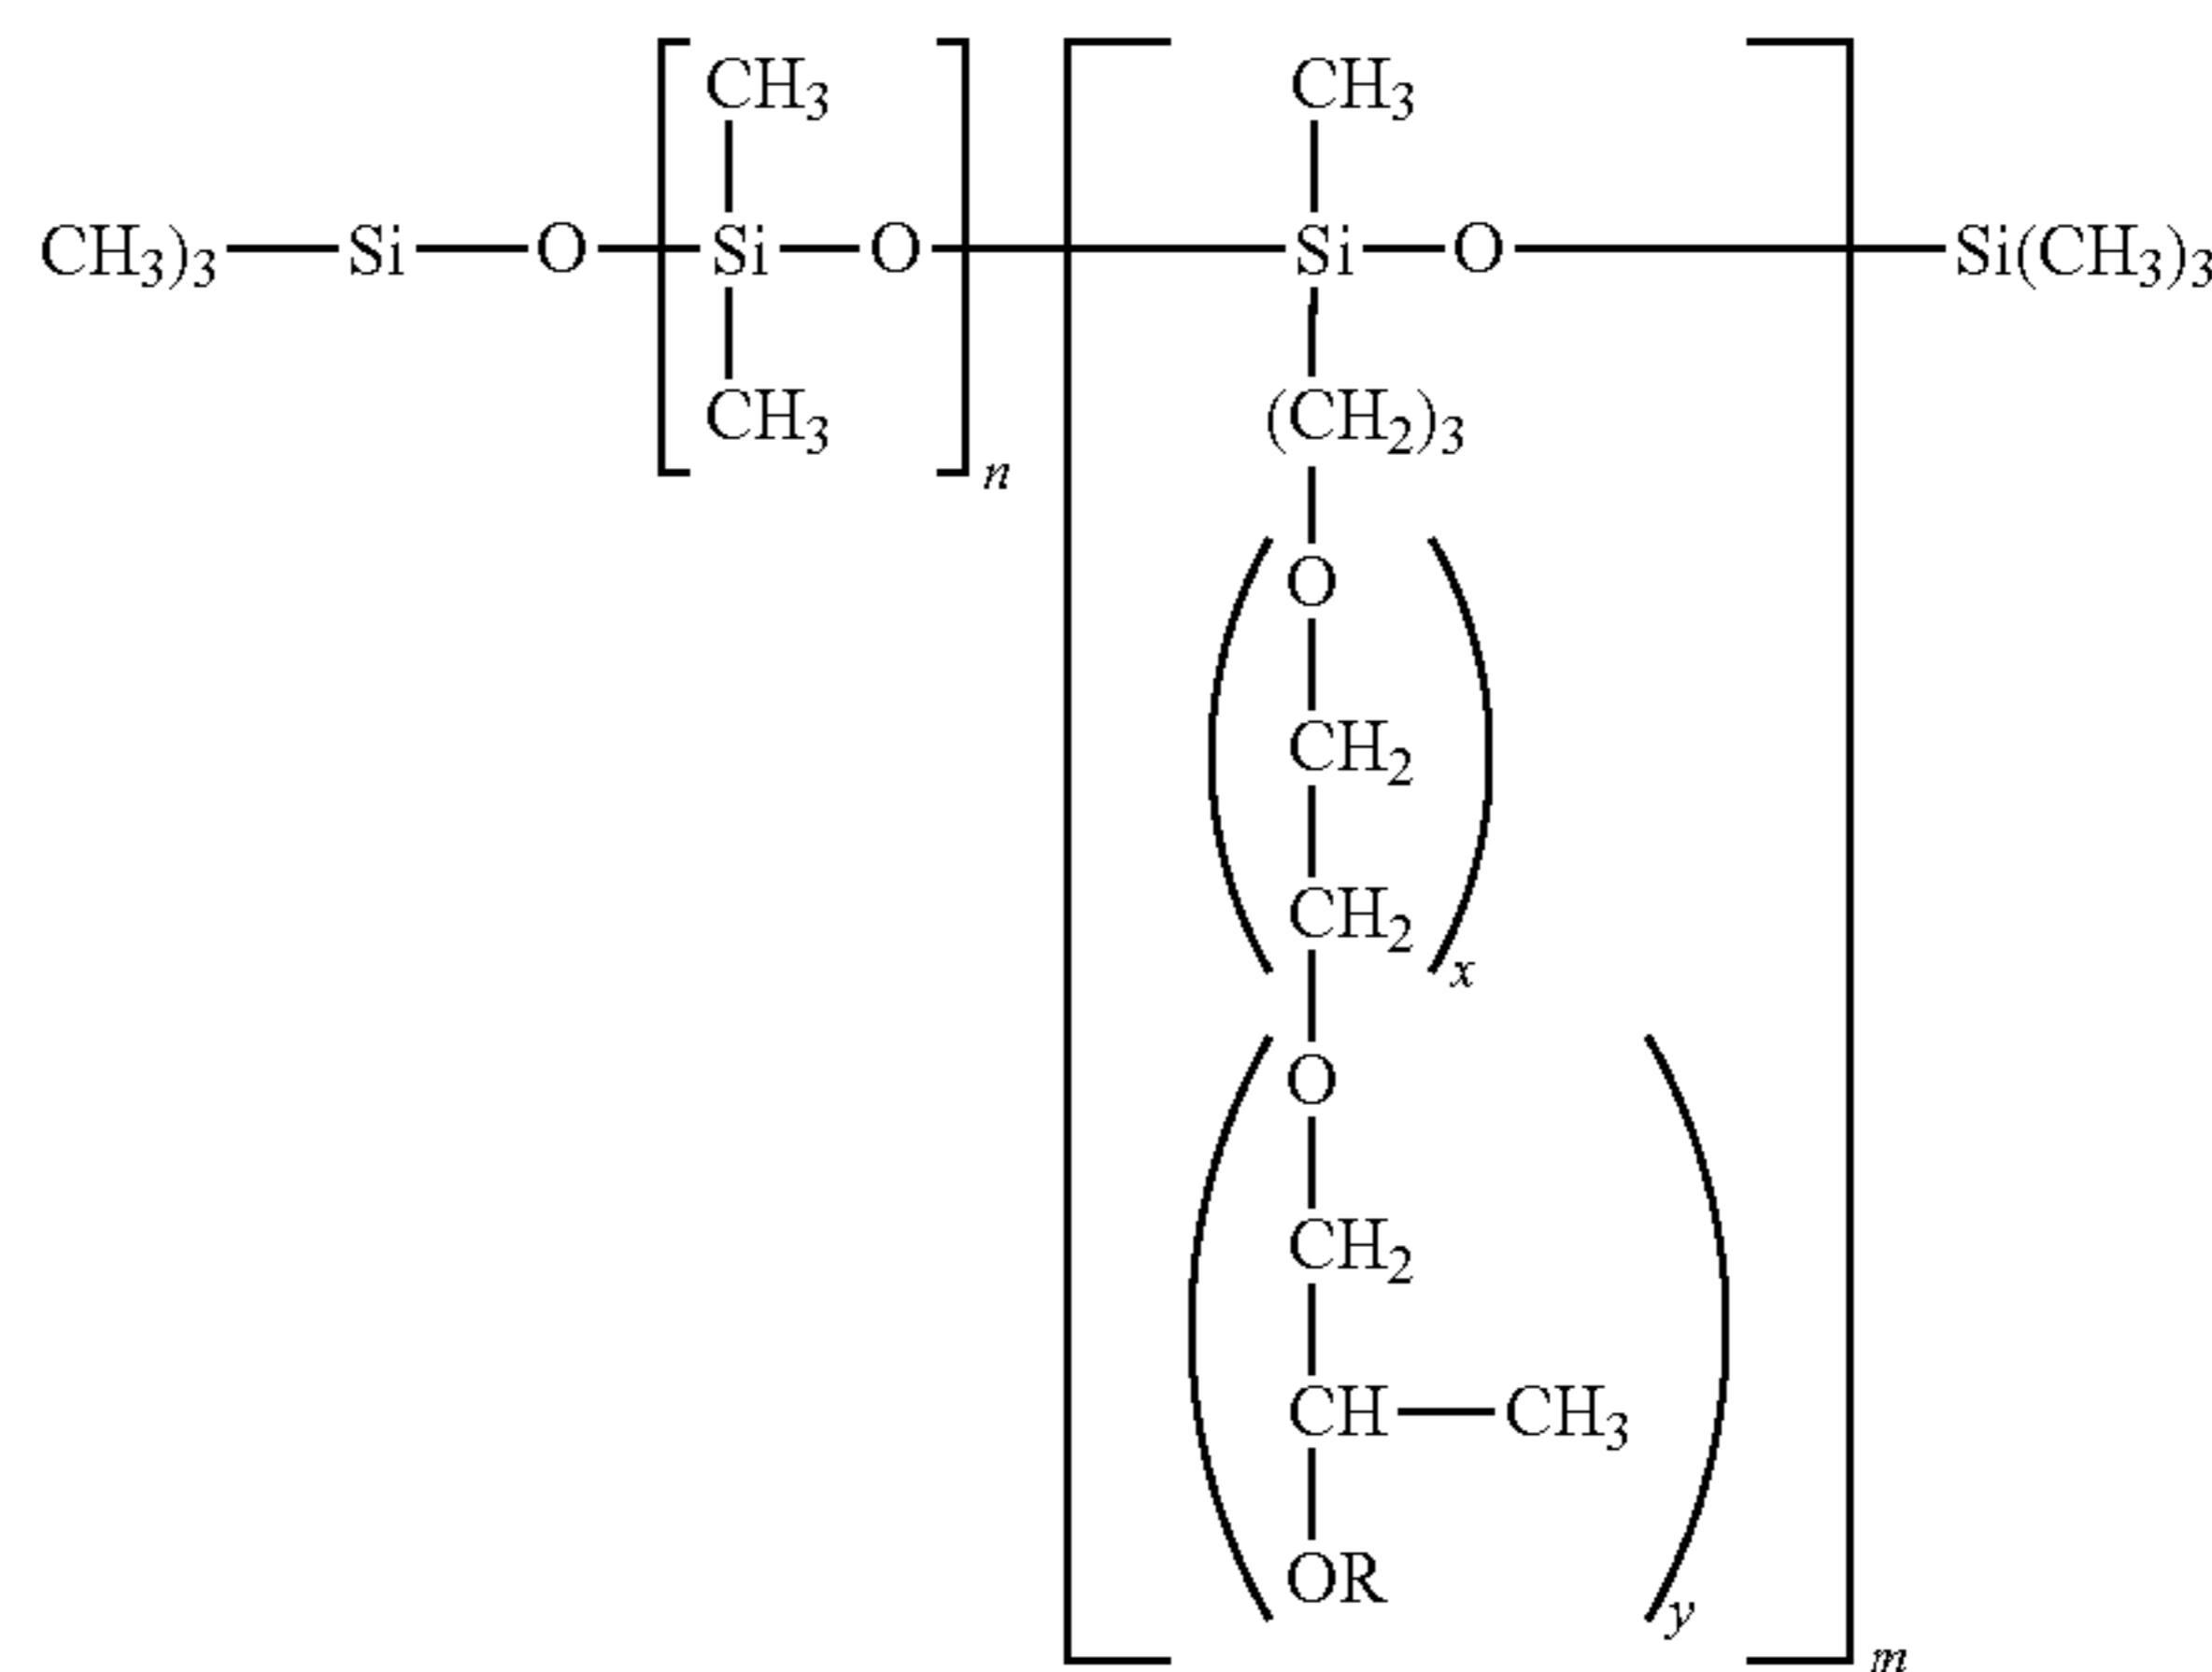 CH3 CH3
CH3)3 Si O Si O Si O Si(CH3)3
CH3 (CH2)3
n
O
CH2
CH2
x
O
CH2
CH CH3
OR
y
m